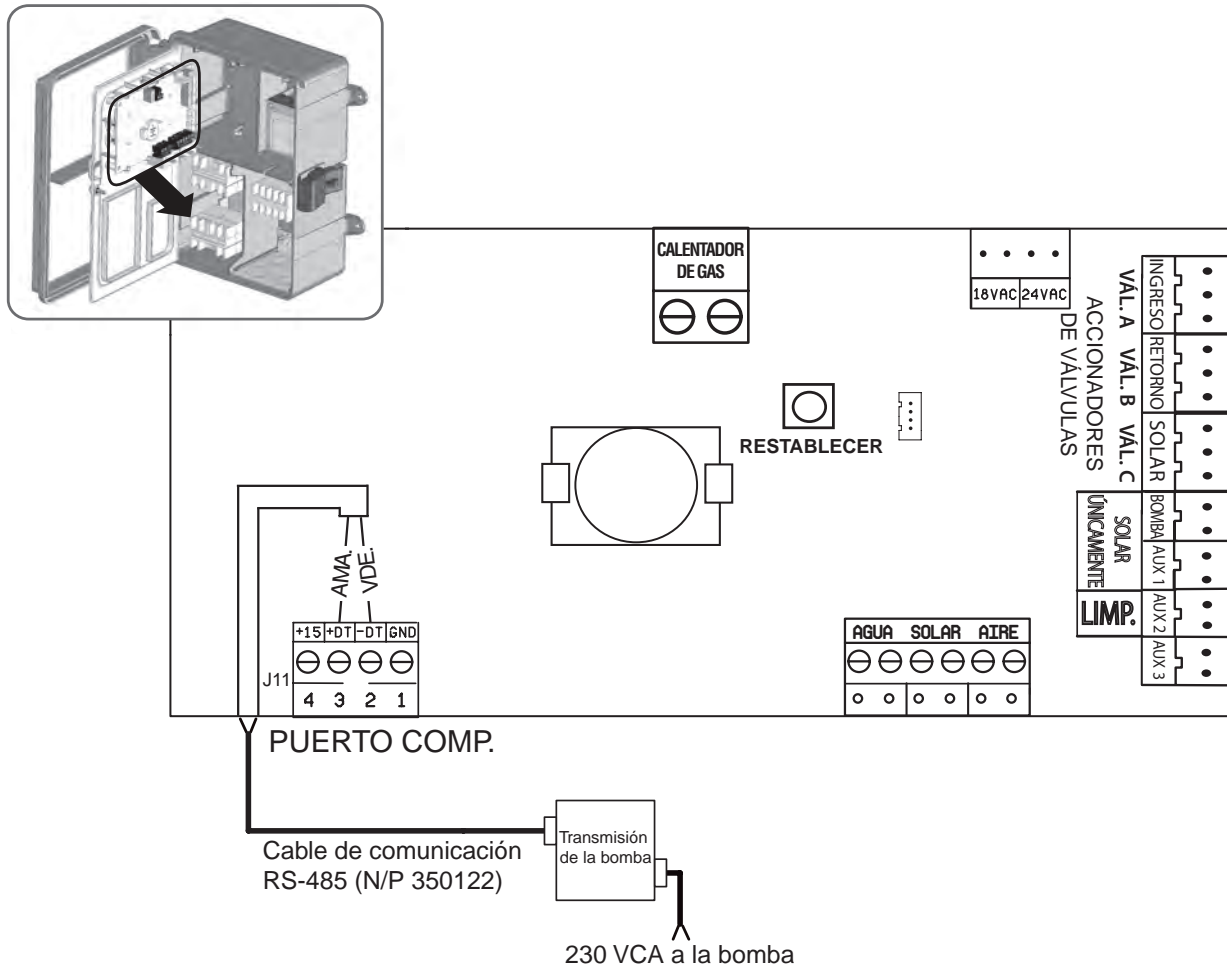 CALENTADOR
DE GAS
18VAC 24VAC
ACCIONADORES
DE VÁLVULAS
VÁL. A VÁL. B VÁL. C
INGRESO
RETORNO
SOLAR
BOMBA
AUX 1
AUX 2
AUX 3
SOLAR
ÚNICAMENTE
LIMP.
RESTABLECER
AMA.
VDE.
+15 +DT -DT GND
J11
4 3 2 1
AGUA SOLAR AIRE
PUERTO COMP.
Cable de comunicación
RS-485 (N/P 350122)
Transmisión
de la bomba
230 VCA a la bomba